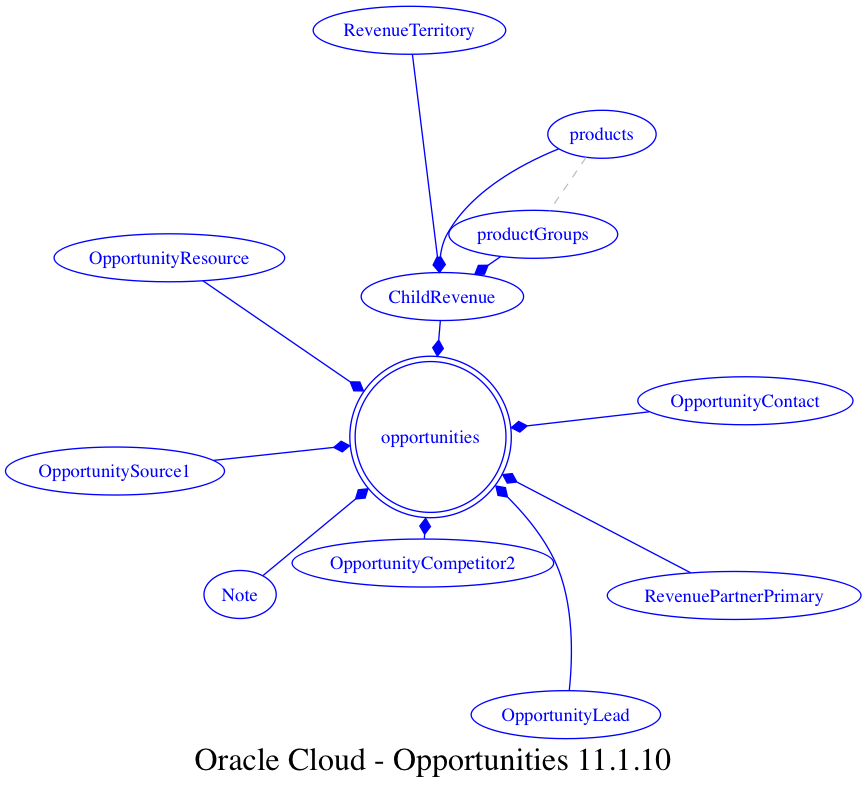 RevenueTerritory
products
productGroups
OpportunityResource
ChildRevenue
OpportunityContact
opportunities
OpportunitySource1
OpportunityCompetitor2
Note
RevenuePartnerPrimary
OpportunityLead
Oracle Cloud - Opportunities 11.1.10